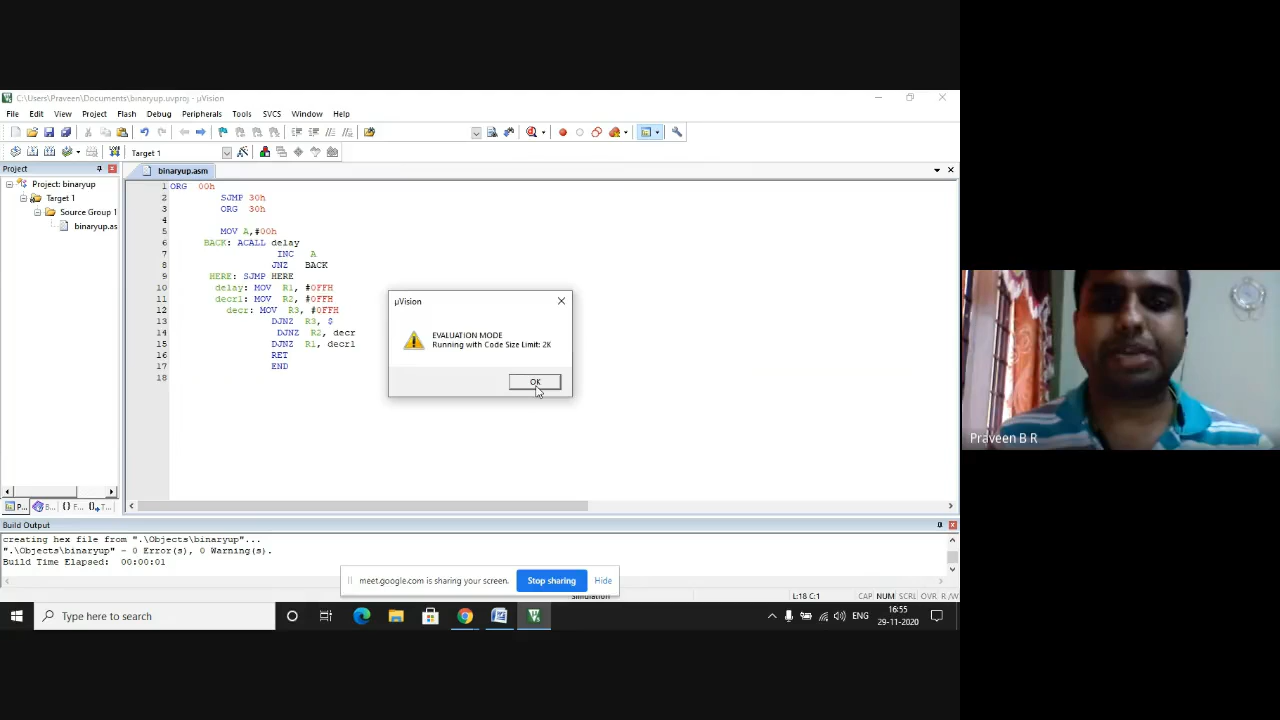 C:\Users\Praveen\Documents\binaryup.uvproj - µVision
File Edit View Project Flash Debug Peripherals Tools SVCS Window Help
Target 1
Project
binaryup.asm
Project: binaryup
Target 1
Source Group 1
binaryup.as
1 ORG 00h
2 SJMP 30h
3 ORG 30h
4
5 MOV A,#00h
6 BACK: ACALL delay
7 INC A
8 JNZ BACK
9 HERE: SJMP HERE
10 delay: MOV R1, #0FFH
11 decr1: MOV R2, #0FFH
12 decr: MOV R3, #0FFH
13 DJNZ R3, $
14 DJNZ R2, decr
15 DJNZ R1, decr1
16 RET
17 END
18
µVision
EVALUATION MODE
Running with Code Size Limit: 2K
OK
Praveen B R
P... B... {} F... T...
Build Output
creating hex file from ".\Objects\binaryup"...
".\Objects\binaryup" - 0 Error(s), 0 Warning(s).
Build Time Elapsed: 00:00:01
meet.google.com is sharing your screen. Stop sharing Hide
Simulation L:18 C:1 CAP NUM SCRL OVR R/W
Type here to search
ENG
16:55
29-11-2020